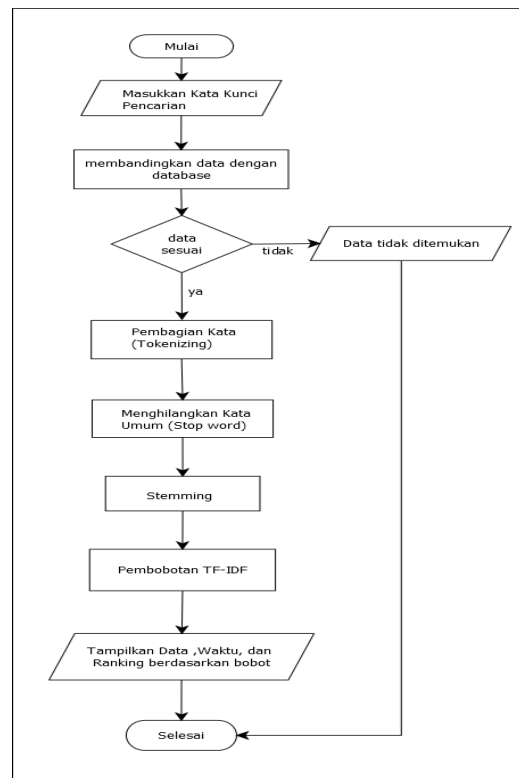 Mulai
Masukkan Kata Kunci
Pencarian
membandingkan data dengan
database
data
sesuai
tidak
Data tidak ditemukan
ya
Pembagian Kata
(Tokenizing)
Menghilangkan Kata
Umum (Stop word)
Stemming
Pembobotan TF-IDF
Tampilkan Data ,Waktu, dan
Ranking berdasarkan bobot
Selesai